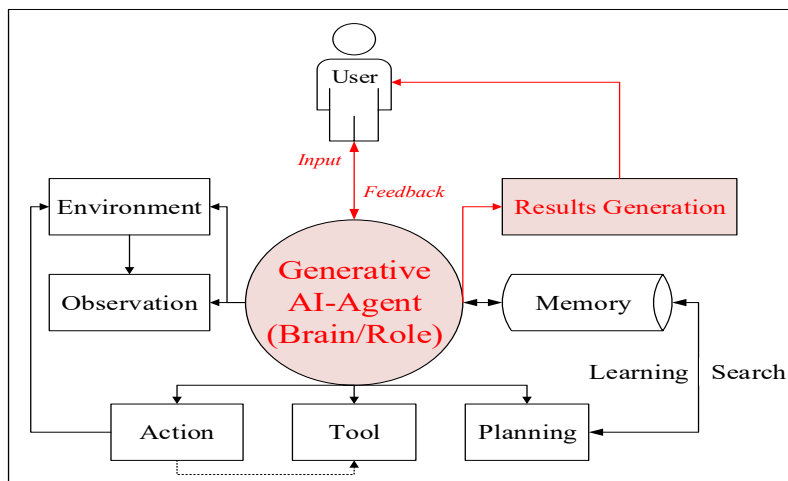 User
Input
Feedback
Environment
Results Generation
Generative
AI-Agent
(Brain/Role)
Observation
Memory
Learning
Search
Action
Tool
Planning